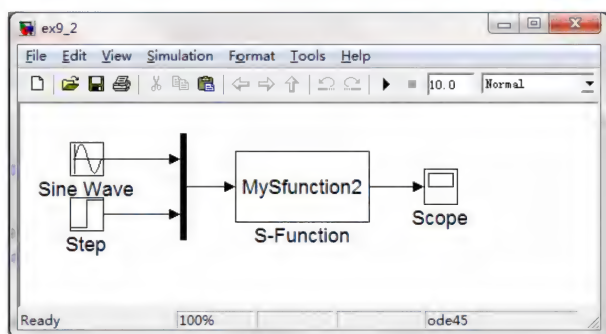 ex9_2
File Edit View Simulation Format Tools Help
10.0 Normal
Sine Wave
Step
MySfunction2
S-Function
Scope
Ready 100% ode45